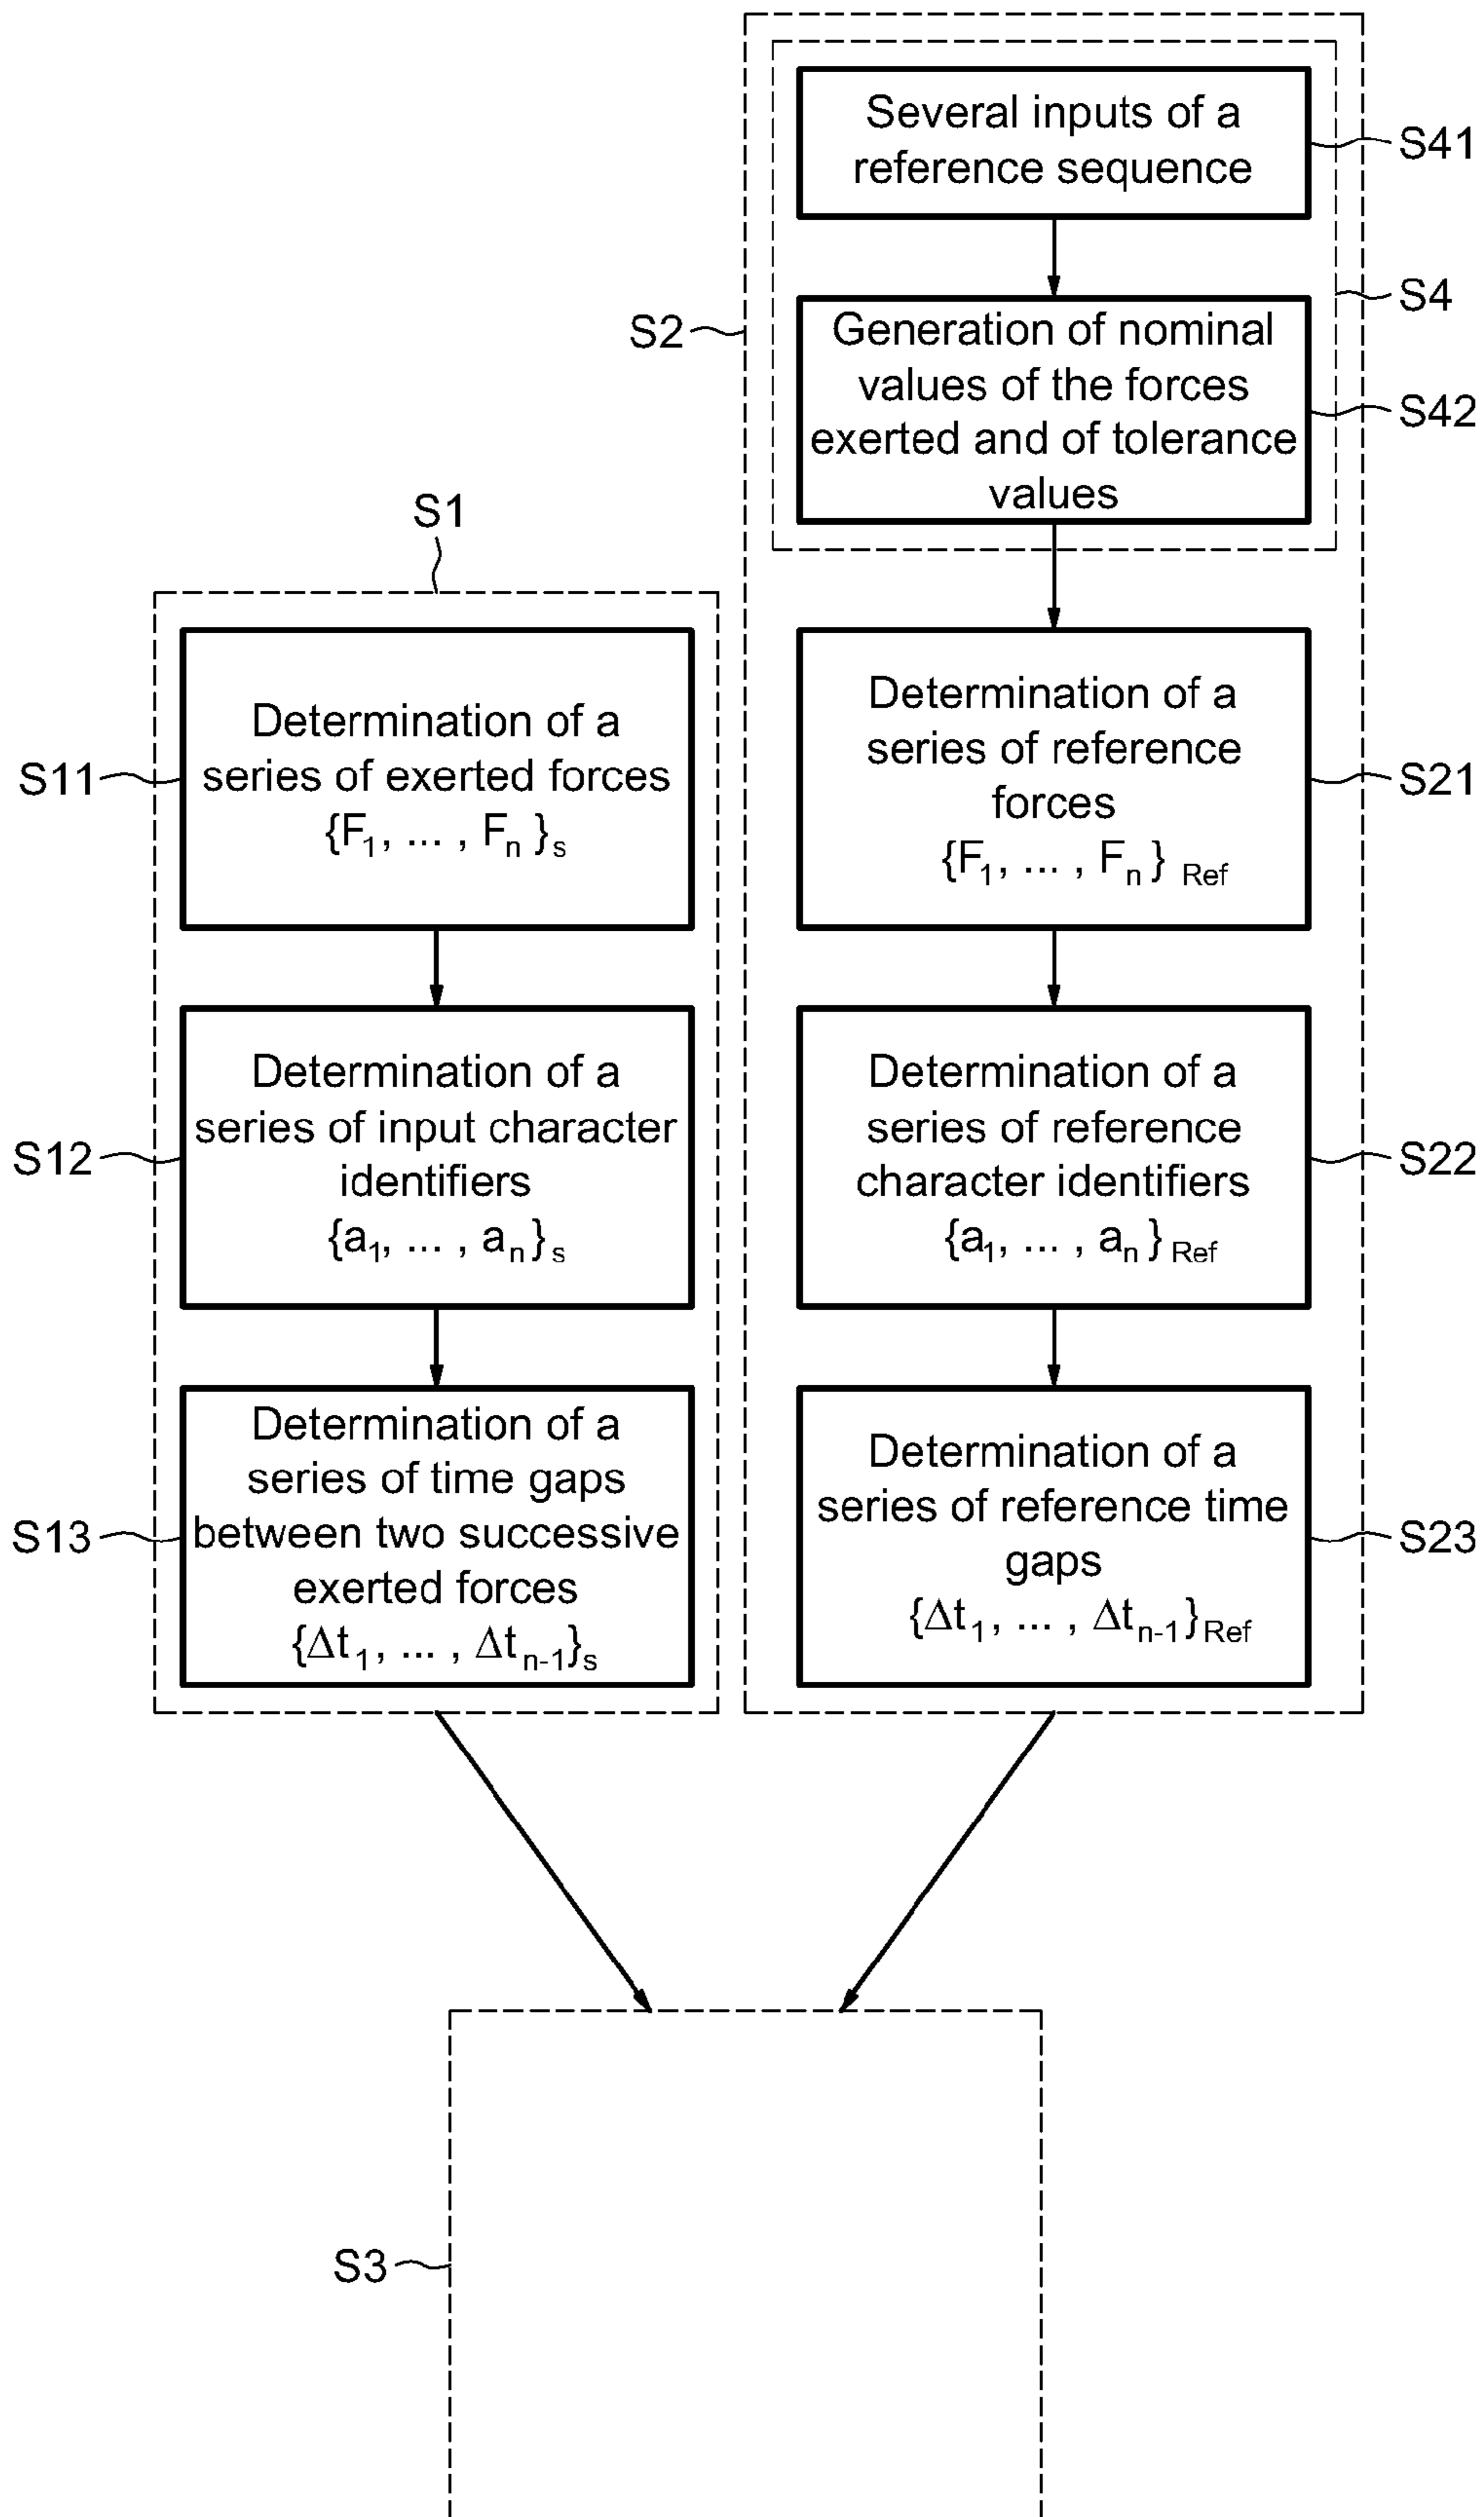 Several inputs of a
reference sequence
S41
S4
S2
Generation of nominal
values of the forces
exerted and of tolerance
values
S42
S1
Determination of a
series of exerted forces
{F1, ... , Fn }s
S11
Determination of a
series of reference
forces
{F1, ... , Fn } Ref
S21
Determination of a
series of input character
identifiers
{a1, ... , an }s
S12
Determination of a
series of reference
character identifiers
{a1, ... , an } Ref
S22
Determination of a
series of time gaps
between two successive
exerted forces
{Δt1, ... , Δtn-1}s
S13
Determination of a
series of reference time
gaps
{Δt1, ... , Δtn-1}Ref
S23
S3